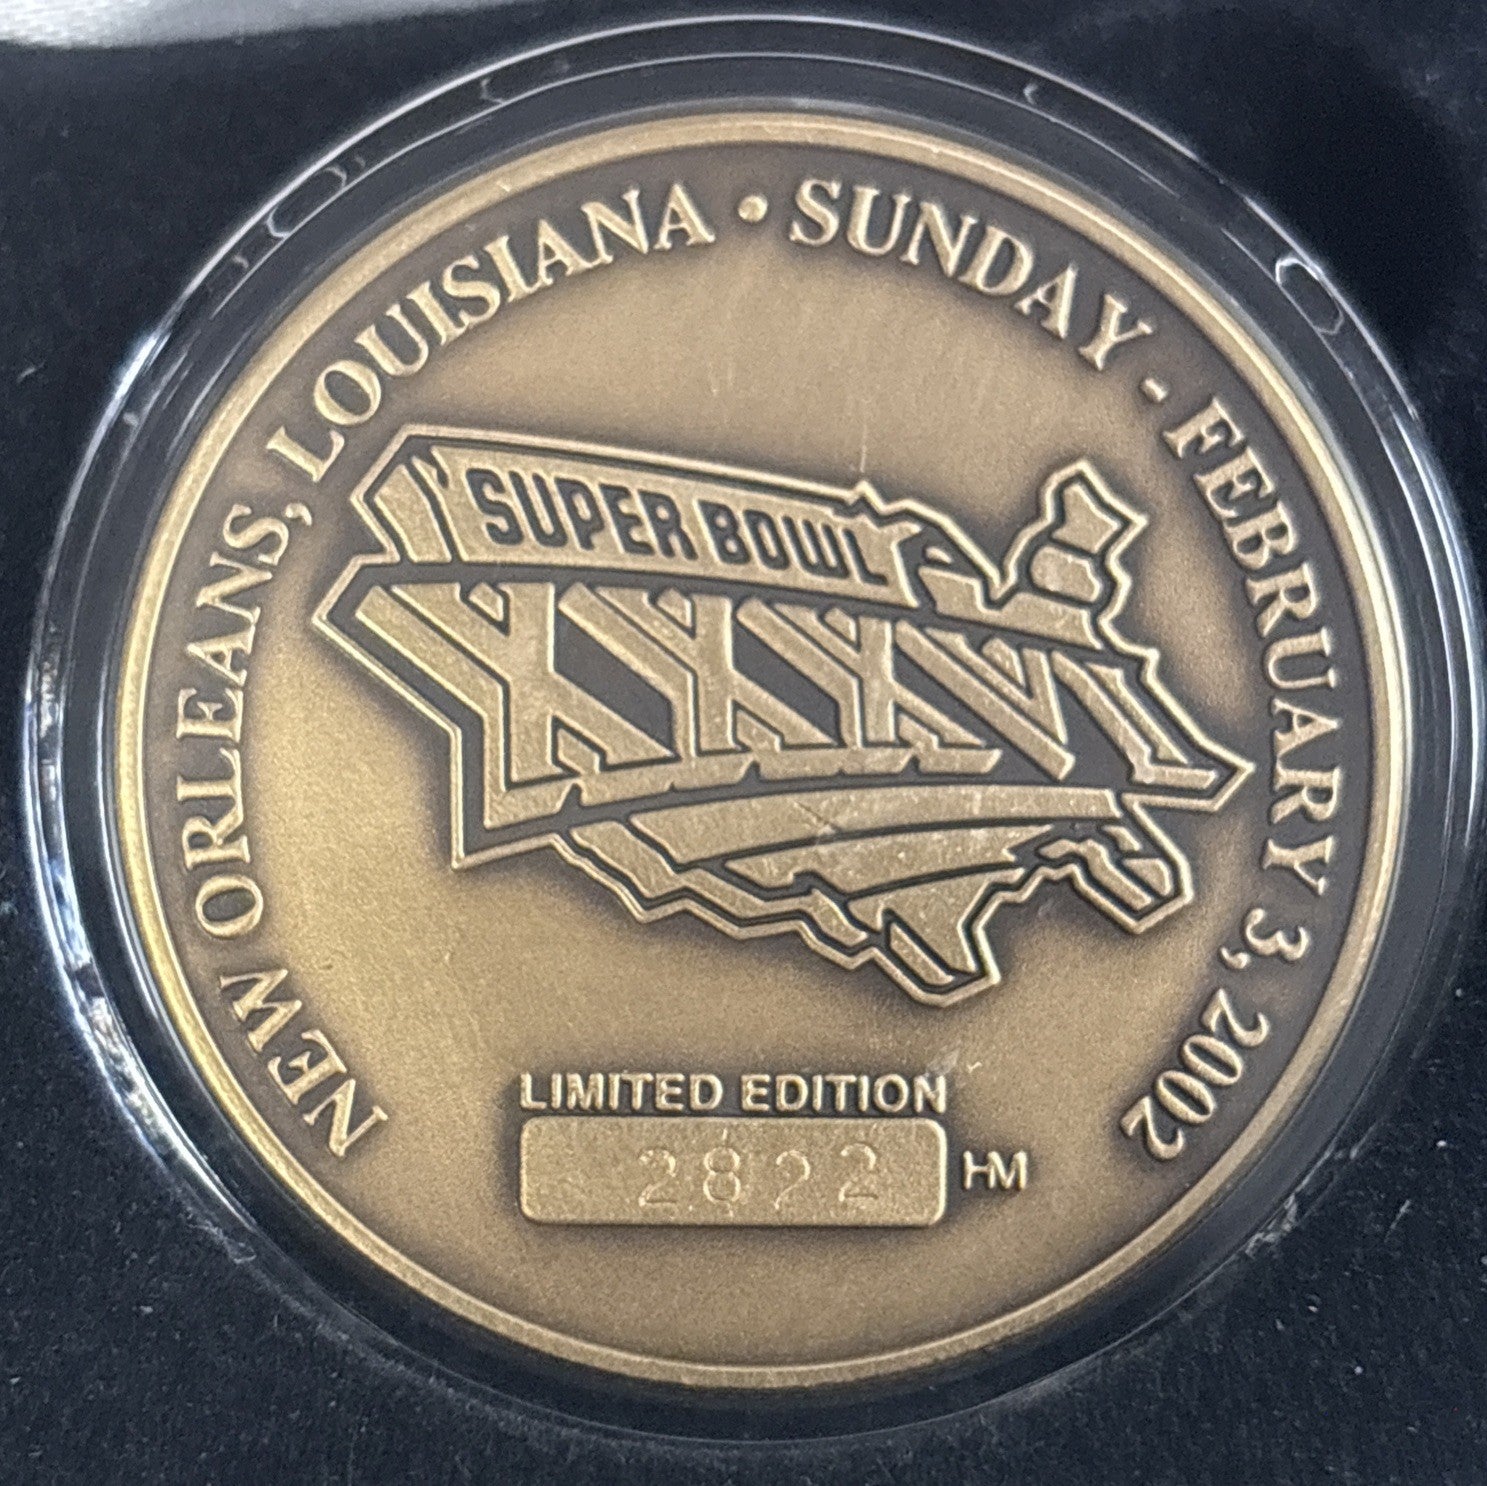 NEW ORLEANS, LOUISIANA • SUNDAY - FEBRUARY 3, 2002
SUPER BOWL
XXXVI
LIMITED EDITION
2822 HM